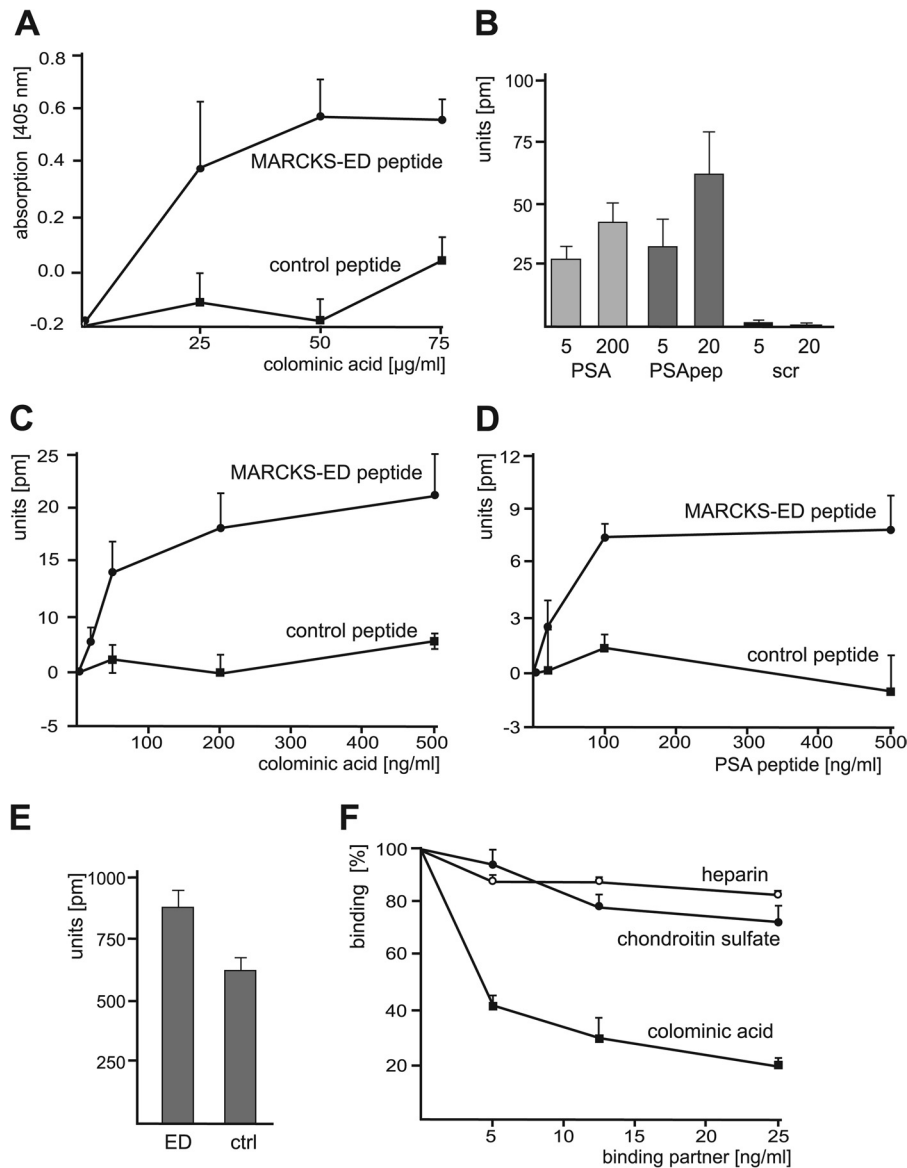 A
absorption [405 nm]
0.8
0.6
0.4
0.2
0.0
-0.2
MARCKS-ED peptide
control peptide
25 50 75
colominic acid [µg/ml]
B
units [pm]
100
75
50
25
5 200 5 20 5 20
PSA PSApep scr
C
units [pm]
25
20
15
10
0
-5
MARCKS-ED peptide
control peptide
100 200 300 400 500
colominic acid [ng/ml]
D
units [pm]
12
9
6
3
0
-3
MARCKS-ED peptide
control peptide
100 200 300 400 500
PSA peptide [ng/ml]
E
units [pm]
1000
750
500
250
ED ctrl
F
binding [%]
100
80
40
20
heparin
chondroitin sulfate
colominic acid
5 10 15 20 25
binding partner [ng/ml]